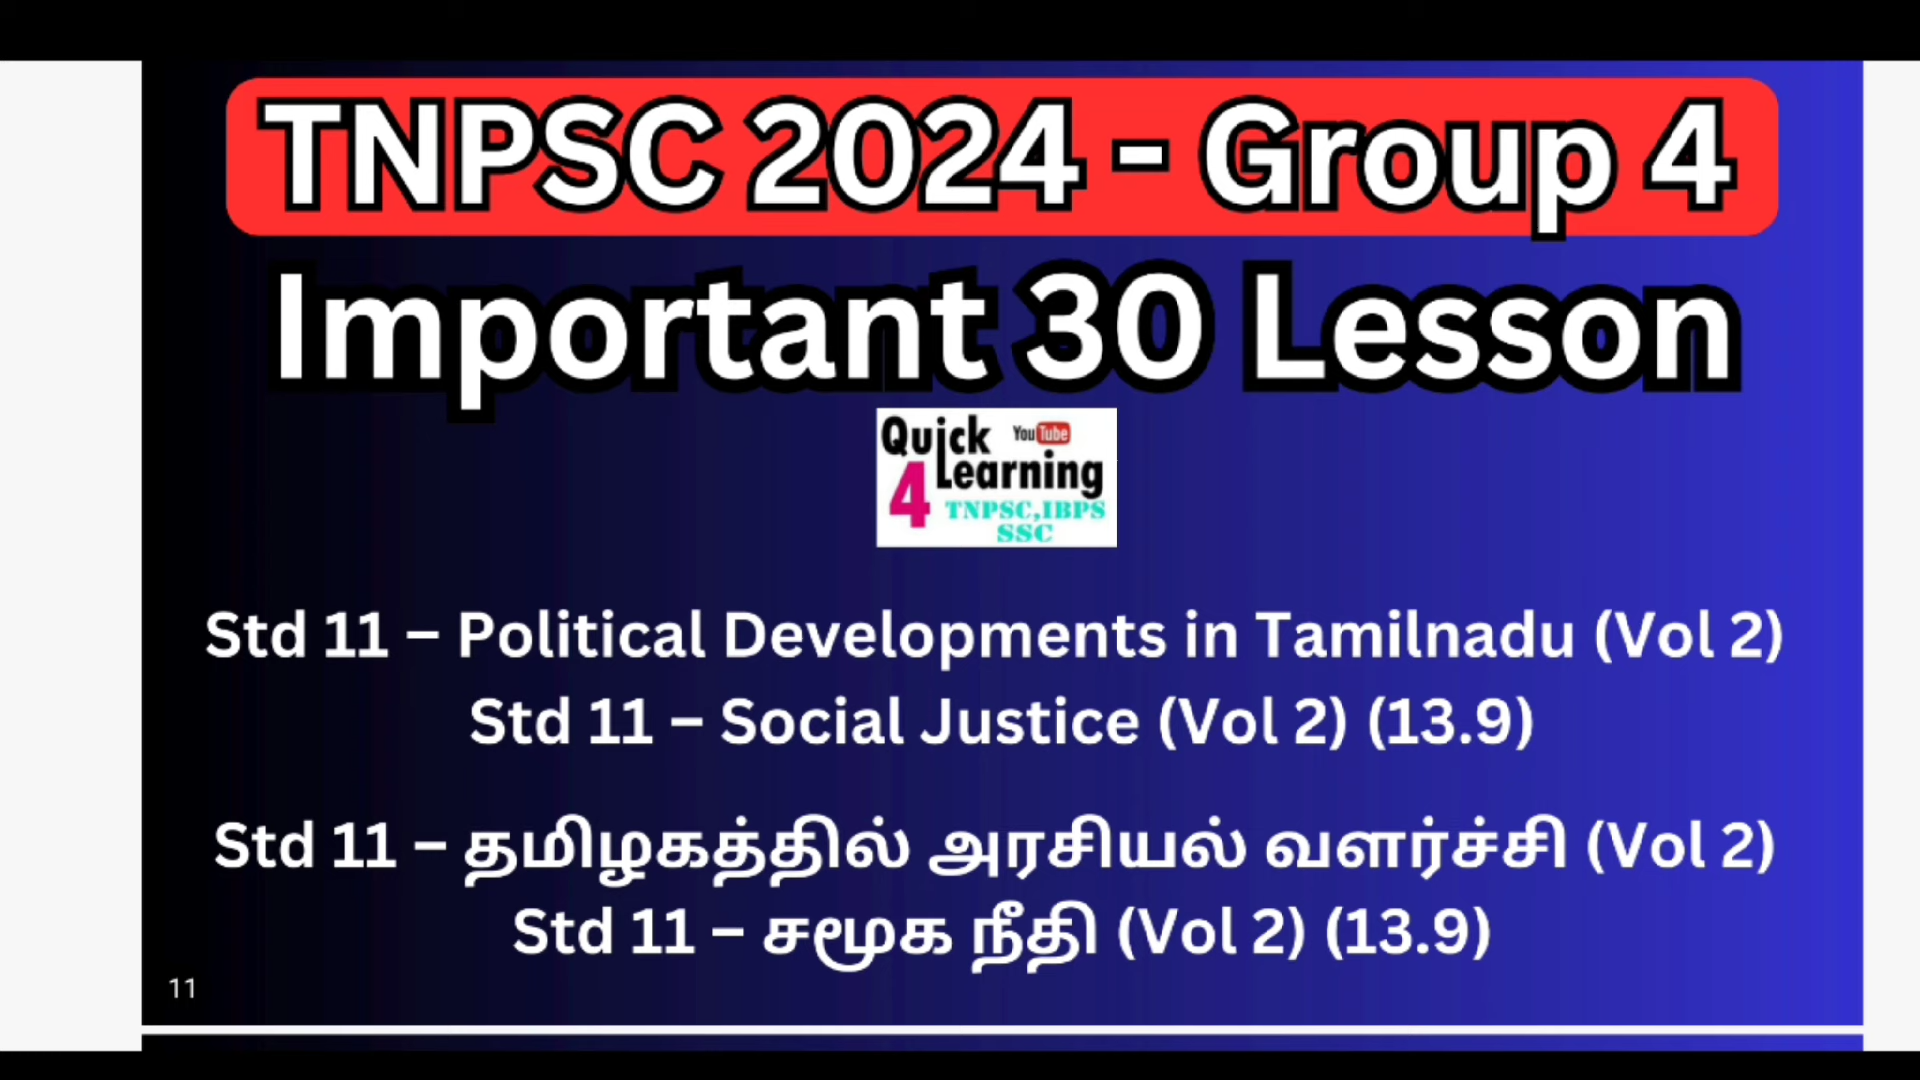 TNPSC 2024 - Group 4
Important 30 Lesson
Quick YouTube
4 Learning
TNPSC,IBPS
SSC
Std 11 – Political Developments in Tamilnadu (Vol 2)
Std 11 – Social Justice (Vol 2) (13.9)
Std 11 – தமிழகத்தில் அரசியல் வளர்ச்சி (Vol 2)
Std 11 – சமூக நீதி (Vol 2) (13.9)
11